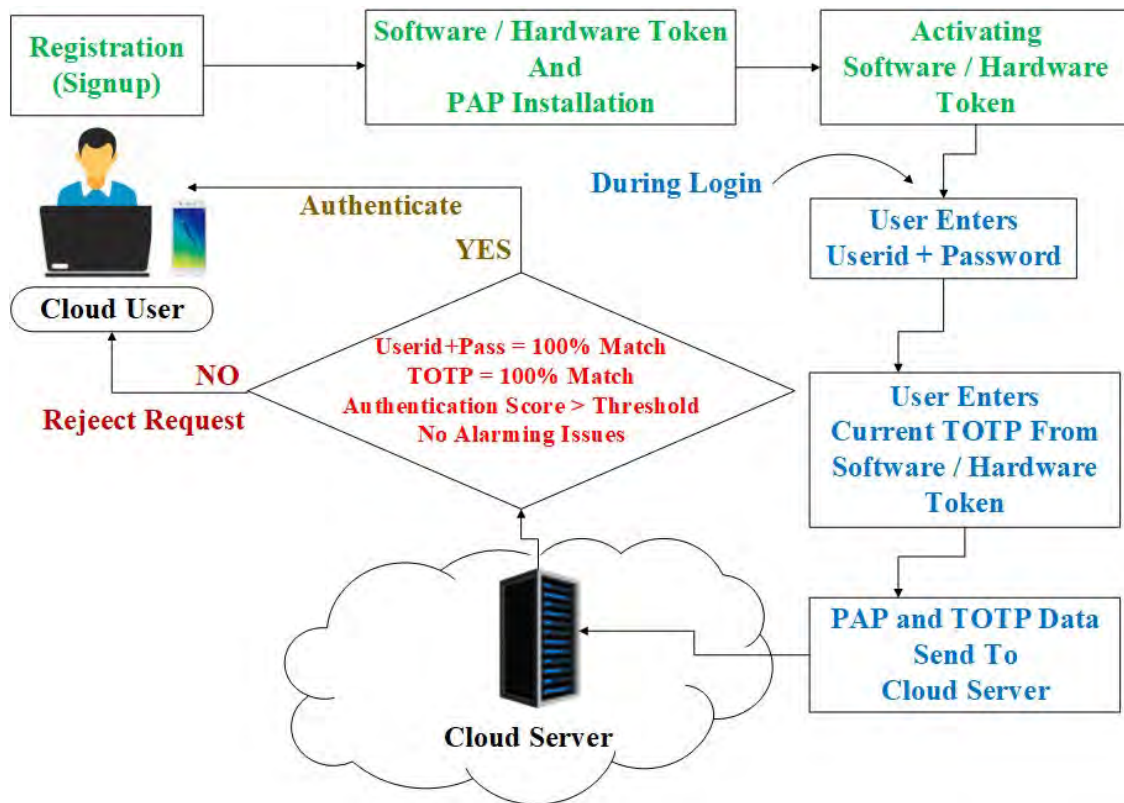 Registration
(Signup)
Software / Hardware Token
And
PAP Installation
Activating
Software / Hardware
Token
During Login
User Enters
Userid + Password
Authenticate
YES
Cloud User
Userid+Pass = 100% Match
TOTP = 100% Match
Authentication Score > Threshold
No Alarming Issues
NO
Rejeect Request
User Enters
Current TOTP From
Software / Hardware
Token
PAP and TOTP Data
Send To
Cloud Server
Cloud Server